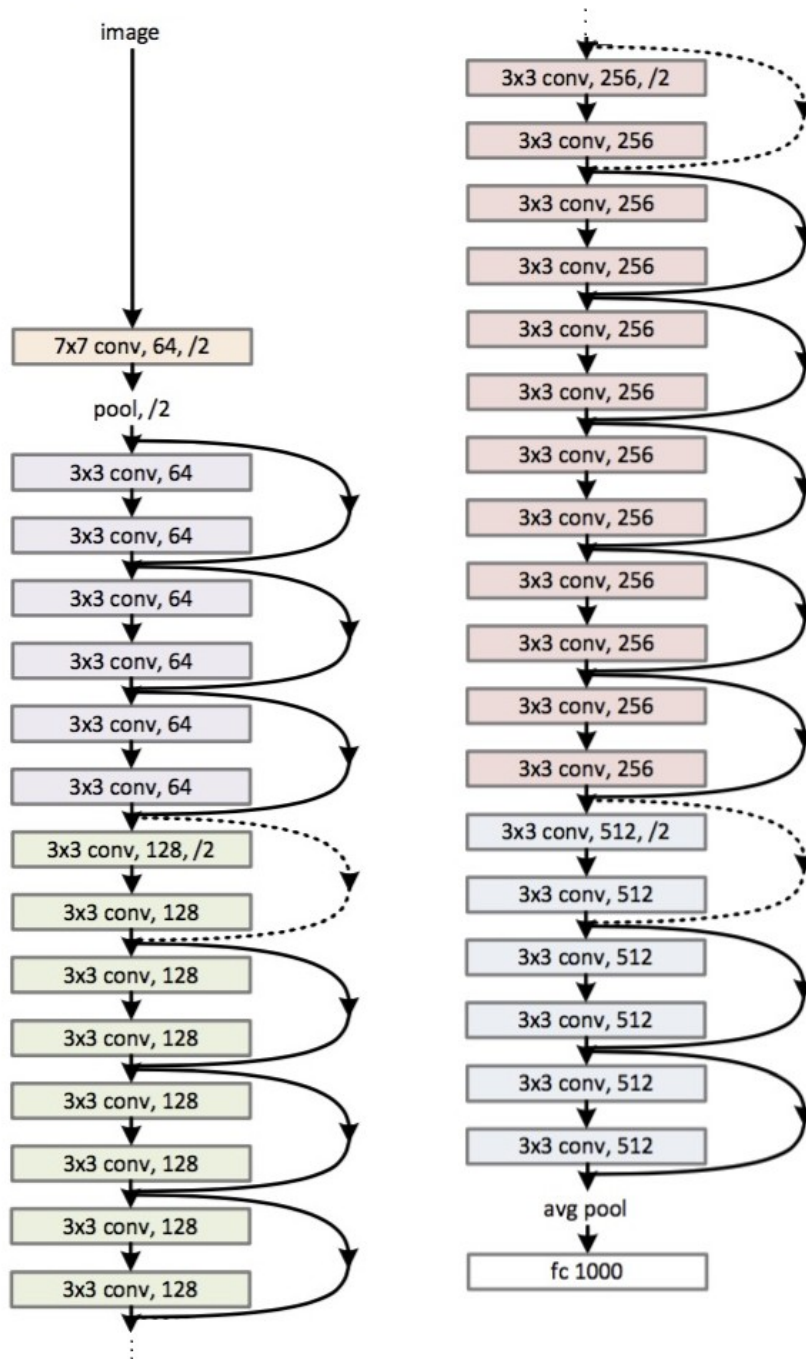 image
7x7 conv, 64, /2
pool, /2
3x3 conv, 64
3x3 conv, 64
3x3 conv, 64
3x3 conv, 64
3x3 conv, 64
3x3 conv, 64
3x3 conv, 128, /2
3x3 conv, 128
3x3 conv, 128
3x3 conv, 128
3x3 conv, 128
3x3 conv, 128
3x3 conv, 128
3x3 conv, 128
3x3 conv, 256, /2
3x3 conv, 256
3x3 conv, 256
3x3 conv, 256
3x3 conv, 256
3x3 conv, 256
3x3 conv, 256
3x3 conv, 256
3x3 conv, 256
3x3 conv, 256
3x3 conv, 256
3x3 conv, 256
3x3 conv, 512, /2
3x3 conv, 512
3x3 conv, 512
3x3 conv, 512
3x3 conv, 512
3x3 conv, 512
avg pool
fc 1000